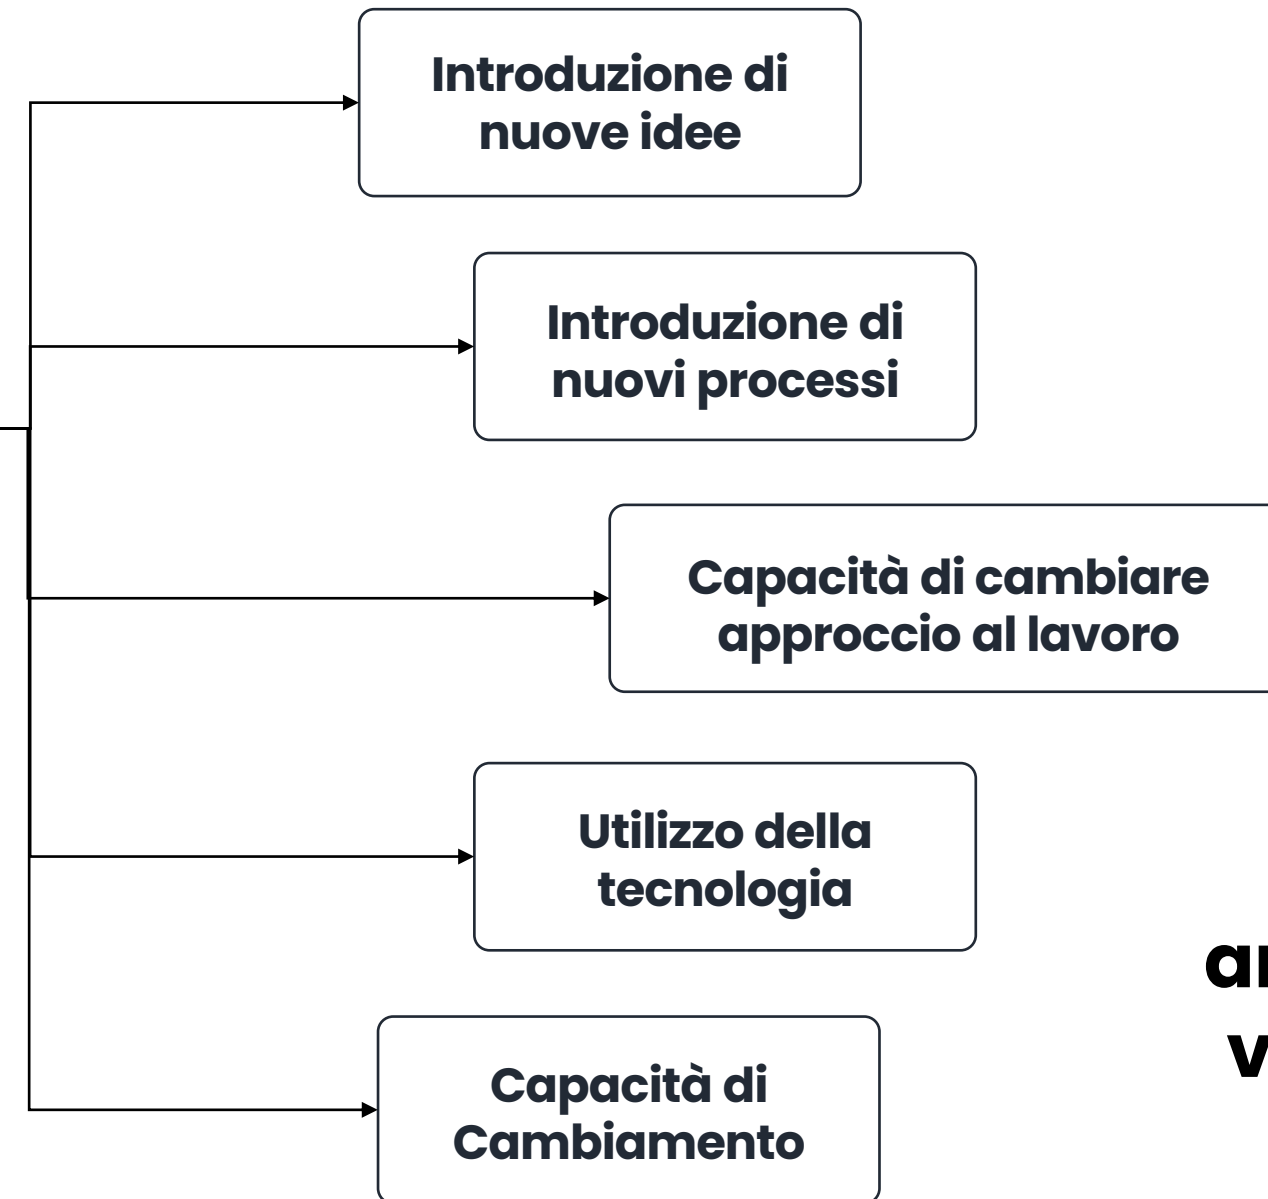 Introduzione di
nuove idee
Introduzione di
nuovi processi
Capacità di cambiare
approccio al lavoro
Utilizzo della
tecnologia
Capacità di
Cambiamento